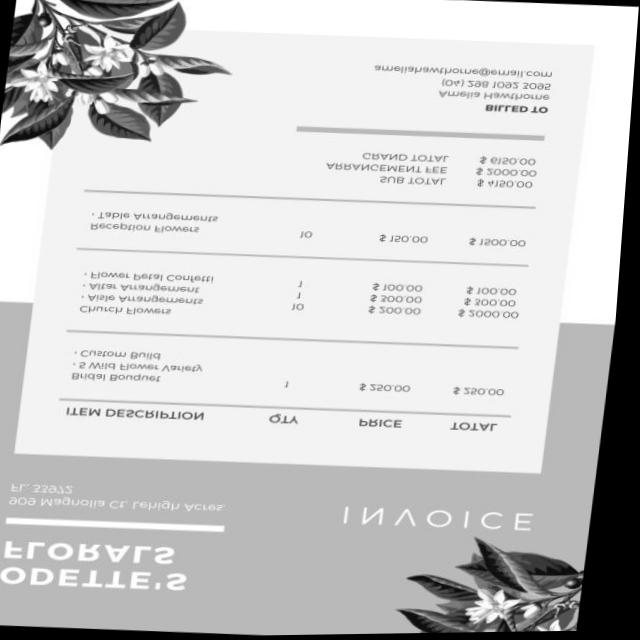 ODETTE'S
FLORALS
909 Magnolia Ct. Lehigh Acres
FL. 33972
INVOICE
ITEM DESCRIPTION QTY PRICE TOTAL
Bridal Bouquet 1 $ 250.00 $ 250.00
- 5 Wild Flower Variety
- Custom Build
Church Flowers
- Aisle Arrangements 10 $ 200.00 $ 2000.00
- Altar Arrangement 1 $ 300.00 $ 300.00
- Flower Petal Confetti 1 $ 100.00 $ 100.00
Reception Flowers
- Table Arrangements 10 $ 150.00 $ 1500.00
SUB TOTAL $ 4150.00
ARRANGEMENT FEE $ 2000.00
GRAND TOTAL $ 6150.00
BILLED TO
Amelia Hawthorne
(04) 298 1092 3095
ameliahawthorne@email.com